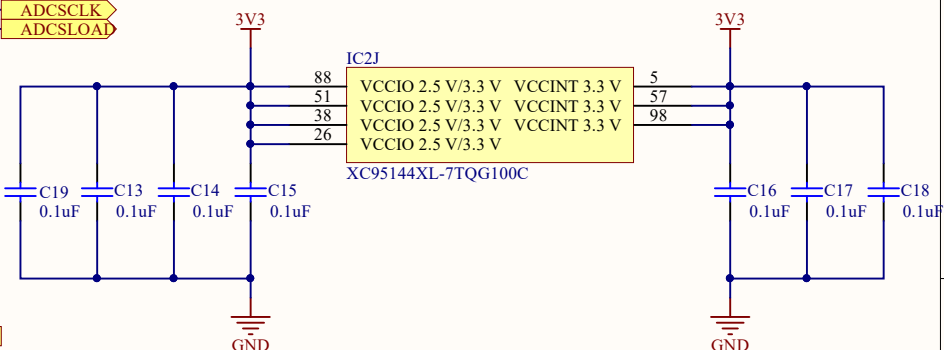 ADCSCLK
ADCSLOAD
3V3
3V3
IC2J
88 VCCIO 2.5 V/3.3 V VCCINT 3.3 V 5
51 VCCIO 2.5 V/3.3 V VCCINT 3.3 V 57
38 VCCIO 2.5 V/3.3 V VCCINT 3.3 V 98
26 VCCIO 2.5 V/3.3 V
XC95144XL-7TQG100C
C19 C13 C14 C15 C16 C17 C18
0.1uF 0.1uF 0.1uF 0.1uF 0.1uF 0.1uF 0.1uF
GND GND